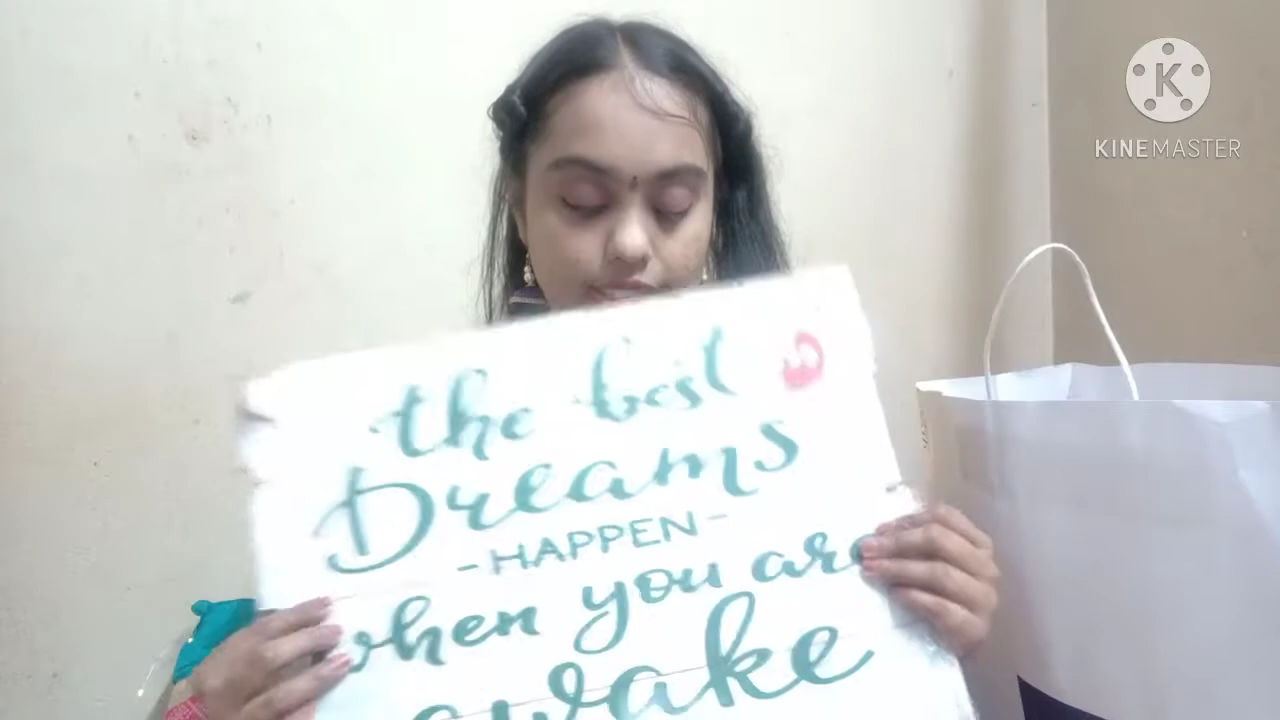 KINEMASTER
the best
Dreams
-HAPPEN-
when you are
awake